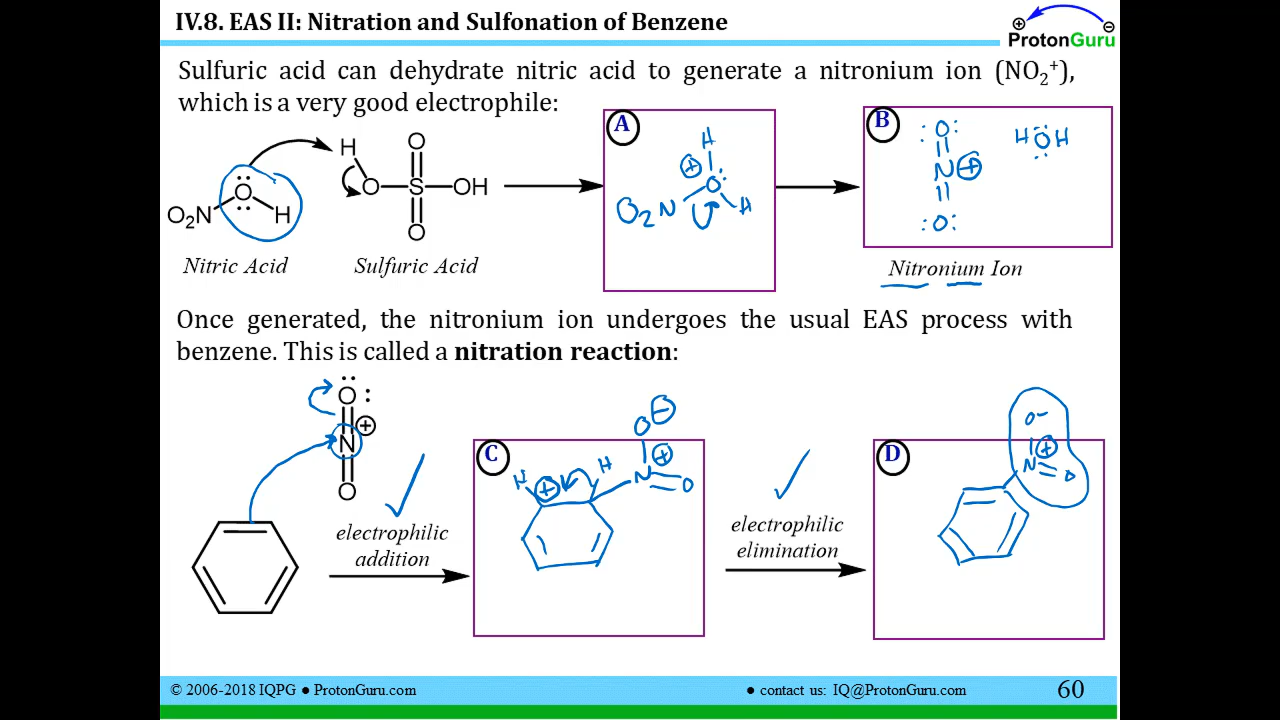 IV.8. EAS II: Nitration and Sulfonation of Benzene
⊕ ⊖
ProtonGuru
Sulfuric acid can dehydrate nitric acid to generate a nitronium ion (NO₂⁺),
which is a very good electrophile:
O₂N O H
H O S OH O O
A
O₂N O H H ⊕
B
:O: N ⊕ :O:
H O H
Nitric Acid
Sulfuric Acid
Nitronium Ion
Once generated, the nitronium ion undergoes the usual EAS process with
benzene. This is called a nitration reaction:
O N ⊕ O
electrophilic
addition
C
H ⊕ H N ⊕ O O ⊖
electrophilic
elimination
D
O- N ⊕ O
© 2006-2018 IQPG ● ProtonGuru.com
● contact us: IQ@ProtonGuru.com
60